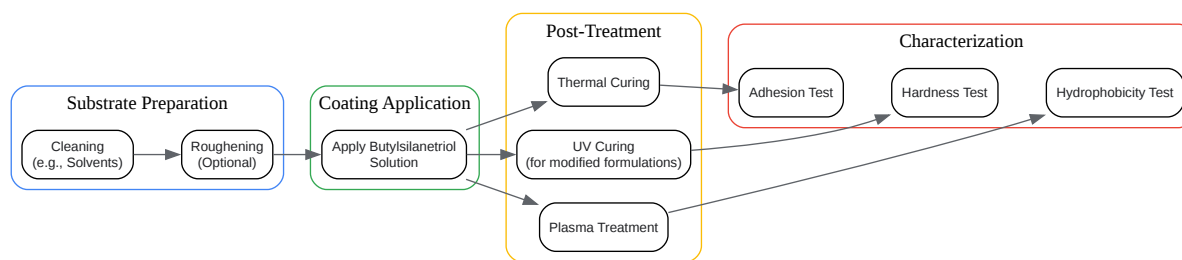 Substrate Preparation
Cleaning
(e.g., Solvents)
Roughening
(Optional)
Coating Application
Apply Butylsilanetriol
Solution
Post-Treatment
Thermal Curing
UV Curing
(for modified formulations)
Plasma Treatment
Characterization
Adhesion Test
Hardness Test
Hydrophobicity Test